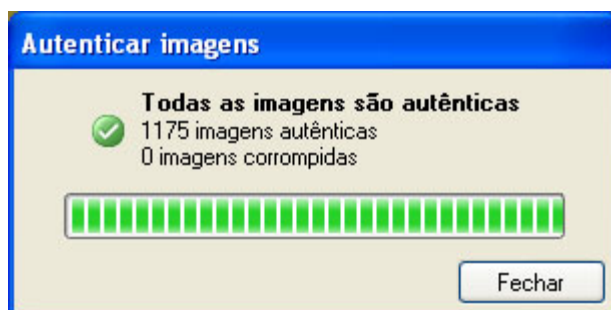 Autenticar imagens
Todas as imagens são autênticas
1175 imagens autênticas
0 imagens corrompidas
Fechar